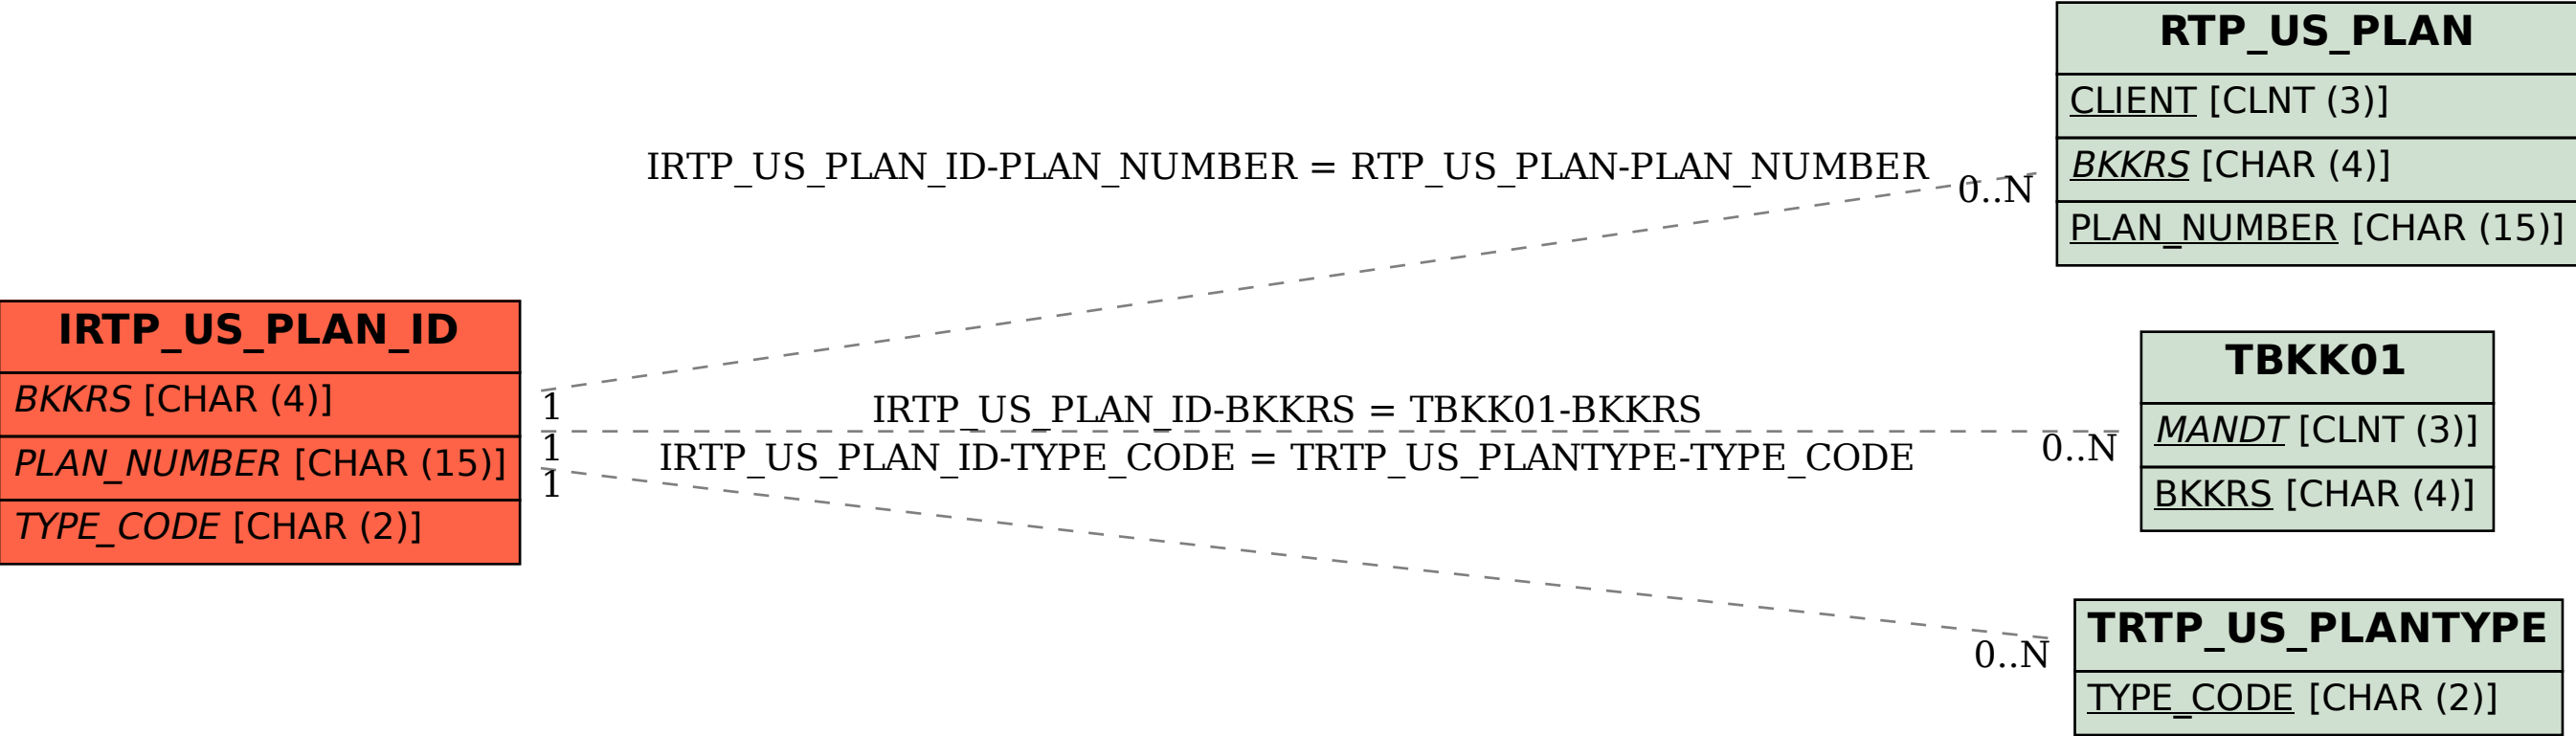 RTP_US_PLAN
CLIENT [CLNT (3)]
BKKRS [CHAR (4)]
PLAN_NUMBER [CHAR (15)]
IRTP_US_PLAN_ID-PLAN_NUMBER = RTP_US_PLAN-PLAN_NUMBER
0..N
IRTP_US_PLAN_ID
BKKRS [CHAR (4)]
PLAN_NUMBER [CHAR (15)]
TYPE_CODE [CHAR (2)]
1
IRTP_US_PLAN_ID-BKKRS = TBKK01-BKKRS
1
0..N
IRTP_US_PLAN_ID-TYPE_CODE = TRTP_US_PLANTYPE-TYPE_CODE
1
0..N
TBKK01
MANDT [CLNT (3)]
BKKRS [CHAR (4)]
TRTP_US_PLANTYPE
TYPE_CODE [CHAR (2)]